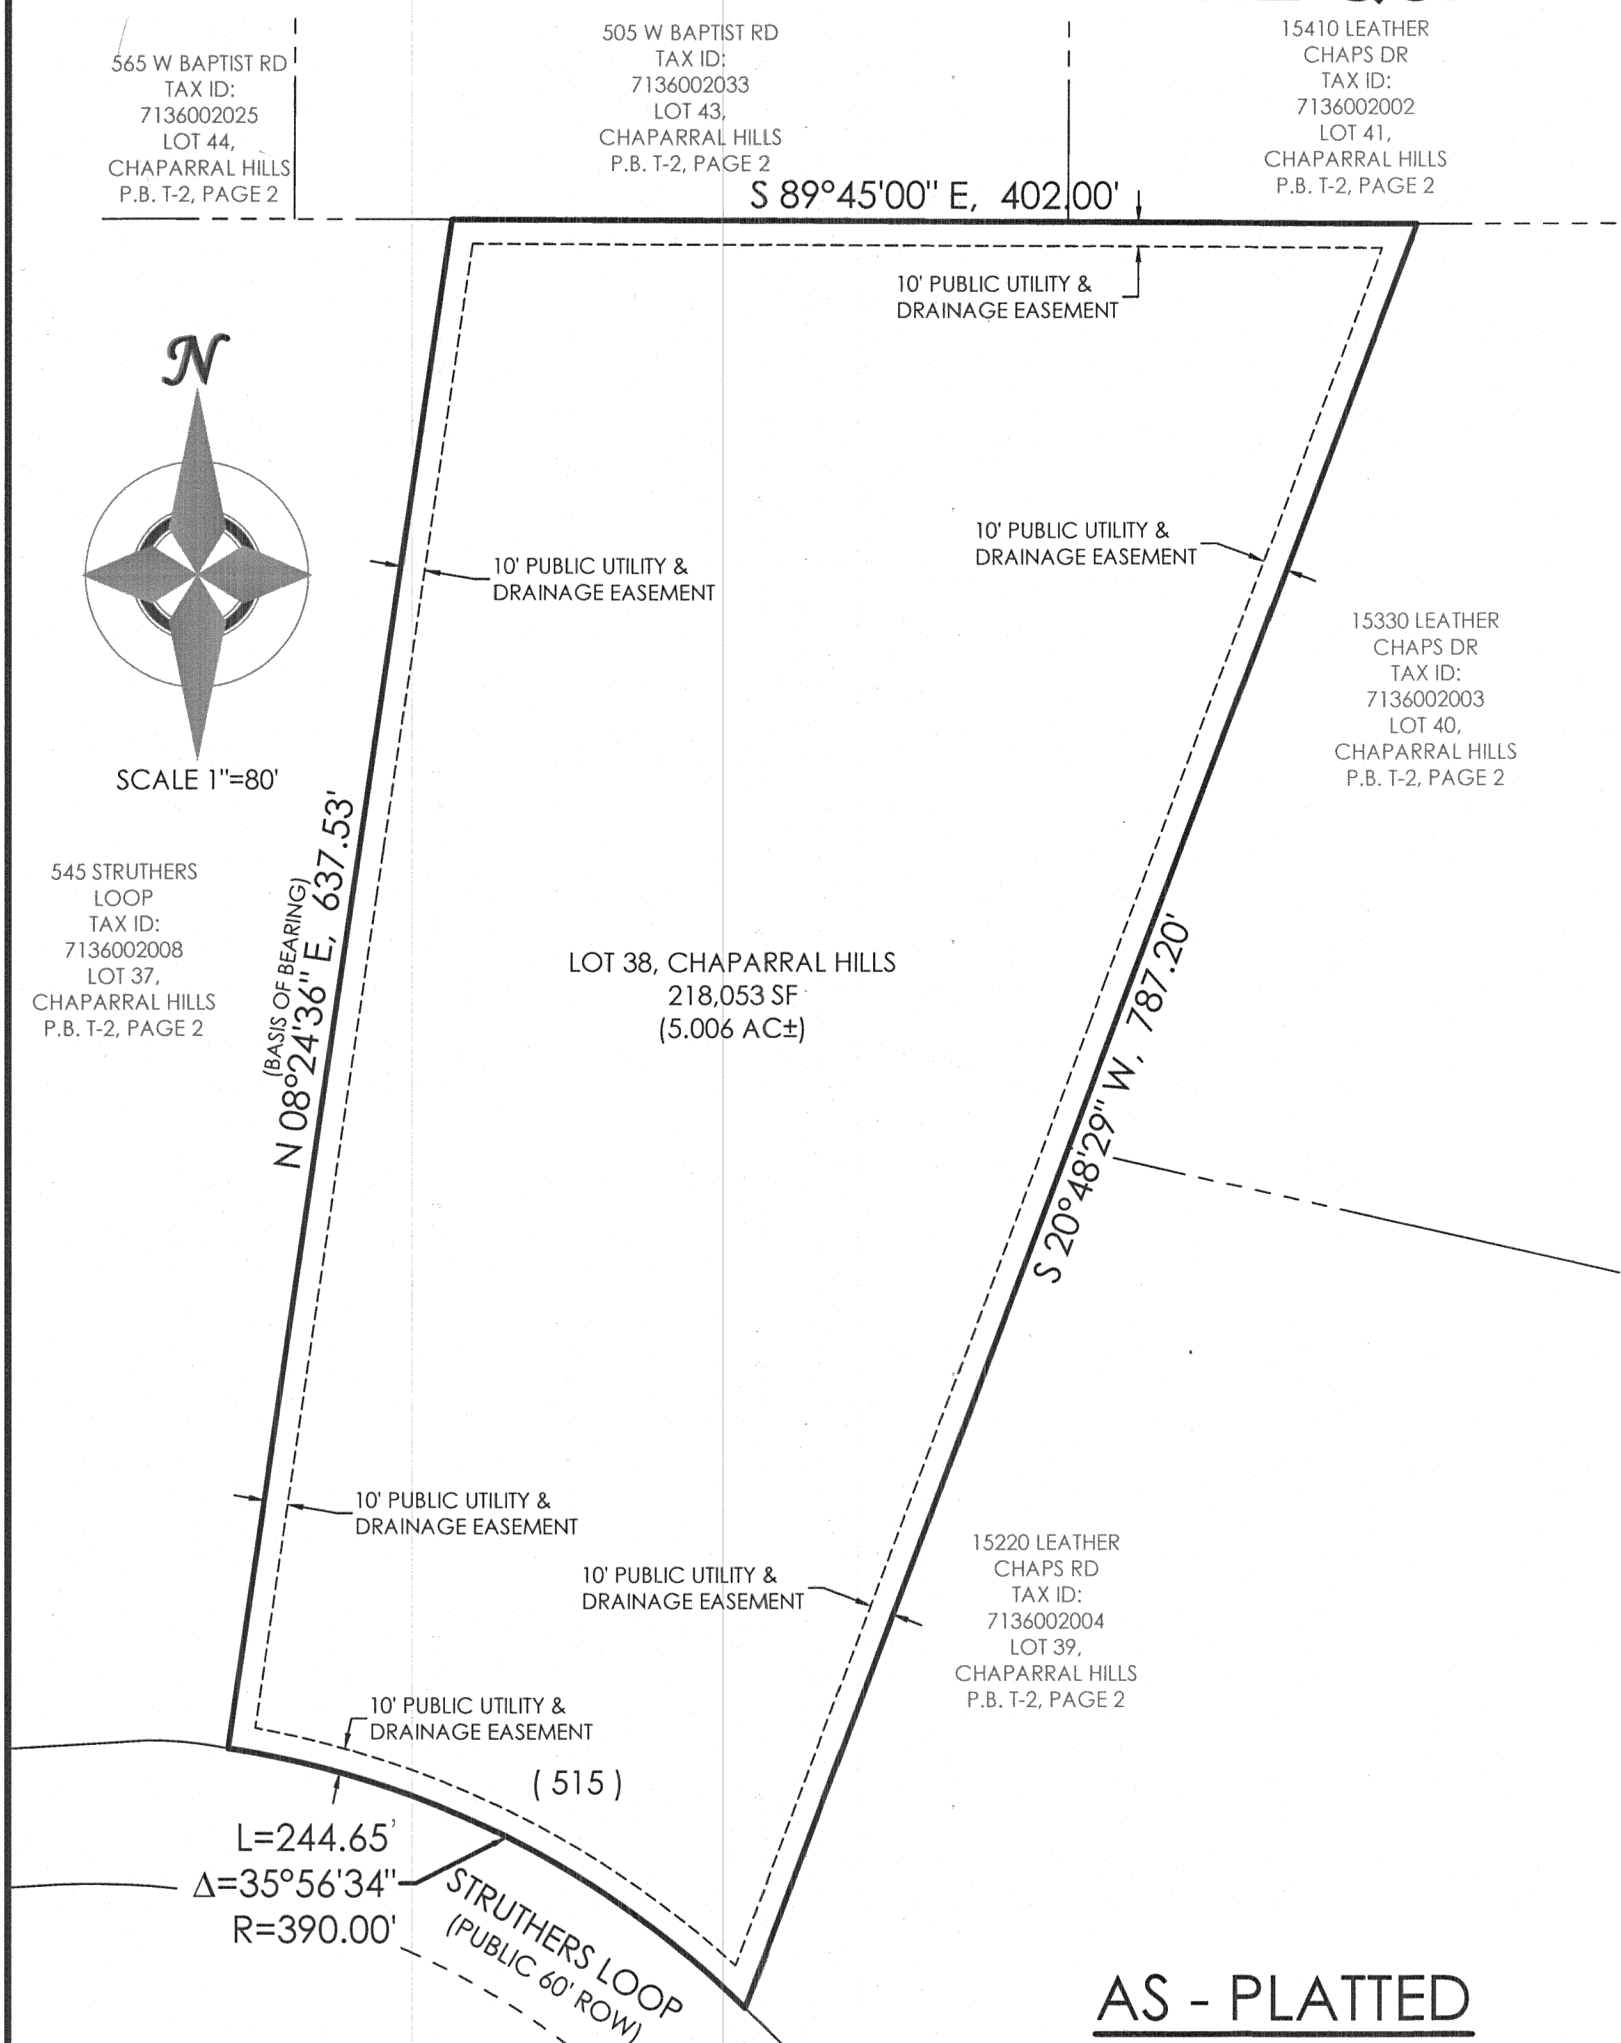 565 W BAPTIST RD
TAX ID:
7136002025
LOT 44,
CHAPARRAL HILLS
P.B. T-2, PAGE 2
505 W BAPTIST RD
TAX ID:
7136002033
LOT 43,
CHAPARRAL HILLS
P.B. T-2, PAGE 2
15410 LEATHER
CHAPS DR
TAX ID:
7136002002
LOT 41,
CHAPARRAL HILLS
P.B. T-2, PAGE 2
S 89°45'00" E, 402.00'
10' PUBLIC UTILITY &
DRAINAGE EASEMENT
N
SCALE 1"=80'
10' PUBLIC UTILITY &
DRAINAGE EASEMENT
10' PUBLIC UTILITY &
DRAINAGE EASEMENT
15330 LEATHER
CHAPS DR
TAX ID:
7136002003
LOT 40,
CHAPARRAL HILLS
P.B. T-2, PAGE 2
545 STRUTHERS
LOOP
TAX ID:
7136002008
LOT 37,
CHAPARRAL HILLS
P.B. T-2, PAGE 2
(BASIS OF BEARING)
N 08°24'36" E, 637.53'
LOT 38, CHAPARRAL HILLS
218,053 SF
(5.006 AC±)
S 20°48'29" W, 787.20'
10' PUBLIC UTILITY &
DRAINAGE EASEMENT
10' PUBLIC UTILITY &
DRAINAGE EASEMENT
15220 LEATHER
CHAPS RD
TAX ID:
7136002004
LOT 39,
CHAPARRAL HILLS
P.B. T-2, PAGE 2
10' PUBLIC UTILITY &
DRAINAGE EASEMENT
( 515 )
L=244.65'
Δ=35°56'34"
R=390.00'
STRUTHERS LOOP
(PUBLIC 60' ROW)
AS - PLATTED